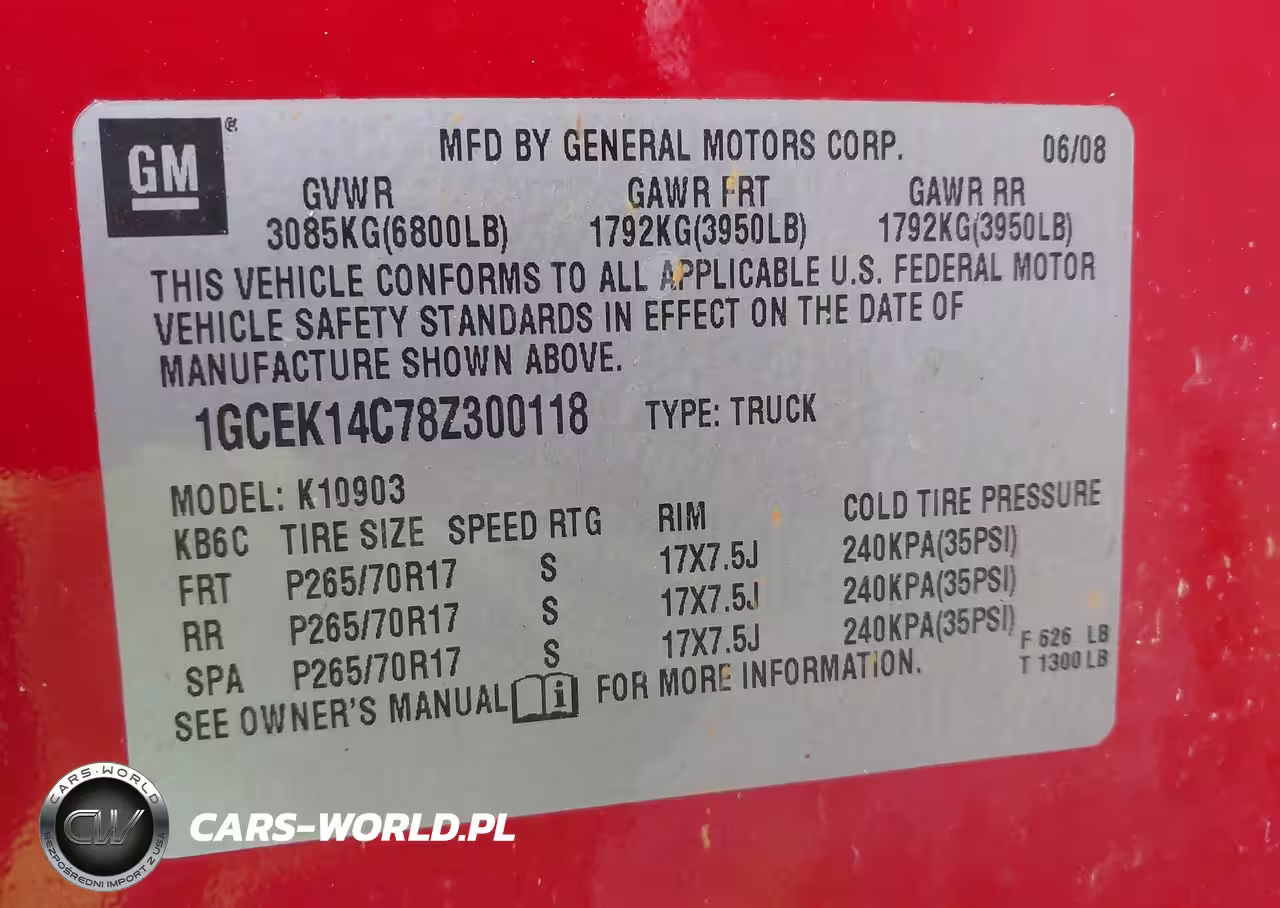 GM®
MFD BY GENERAL MOTORS CORP. 06/08
GVWR GAWR FRT GAWR RR
3085KG(6800LB) 1792KG(3950LB) 1792KG(3950LB)
THIS VEHICLE CONFORMS TO ALL APPLICABLE U.S. FEDERAL MOTOR
VEHICLE SAFETY STANDARDS IN EFFECT ON THE DATE OF
MANUFACTURE SHOWN ABOVE.
1GCEK14C78Z300118 TYPE: TRUCK
MODEL: K10903
KB6C TIRE SIZE SPEED RTG RIM COLD TIRE PRESSURE
FRT P265/70R17 S 17X7.5J 240KPA(35PSI)
RR P265/70R17 S 17X7.5J 240KPA(35PSI)
SPA P265/70R17 S 17X7.5J 240KPA(35PSI)
F 626 LB
T 1300 LB
SEE OWNER'S MANUAL i FOR MORE INFORMATION.
CARS-WORLD
CW
BEZPOŚREDNI IMPORT Z USA
CARS-WORLD.PL